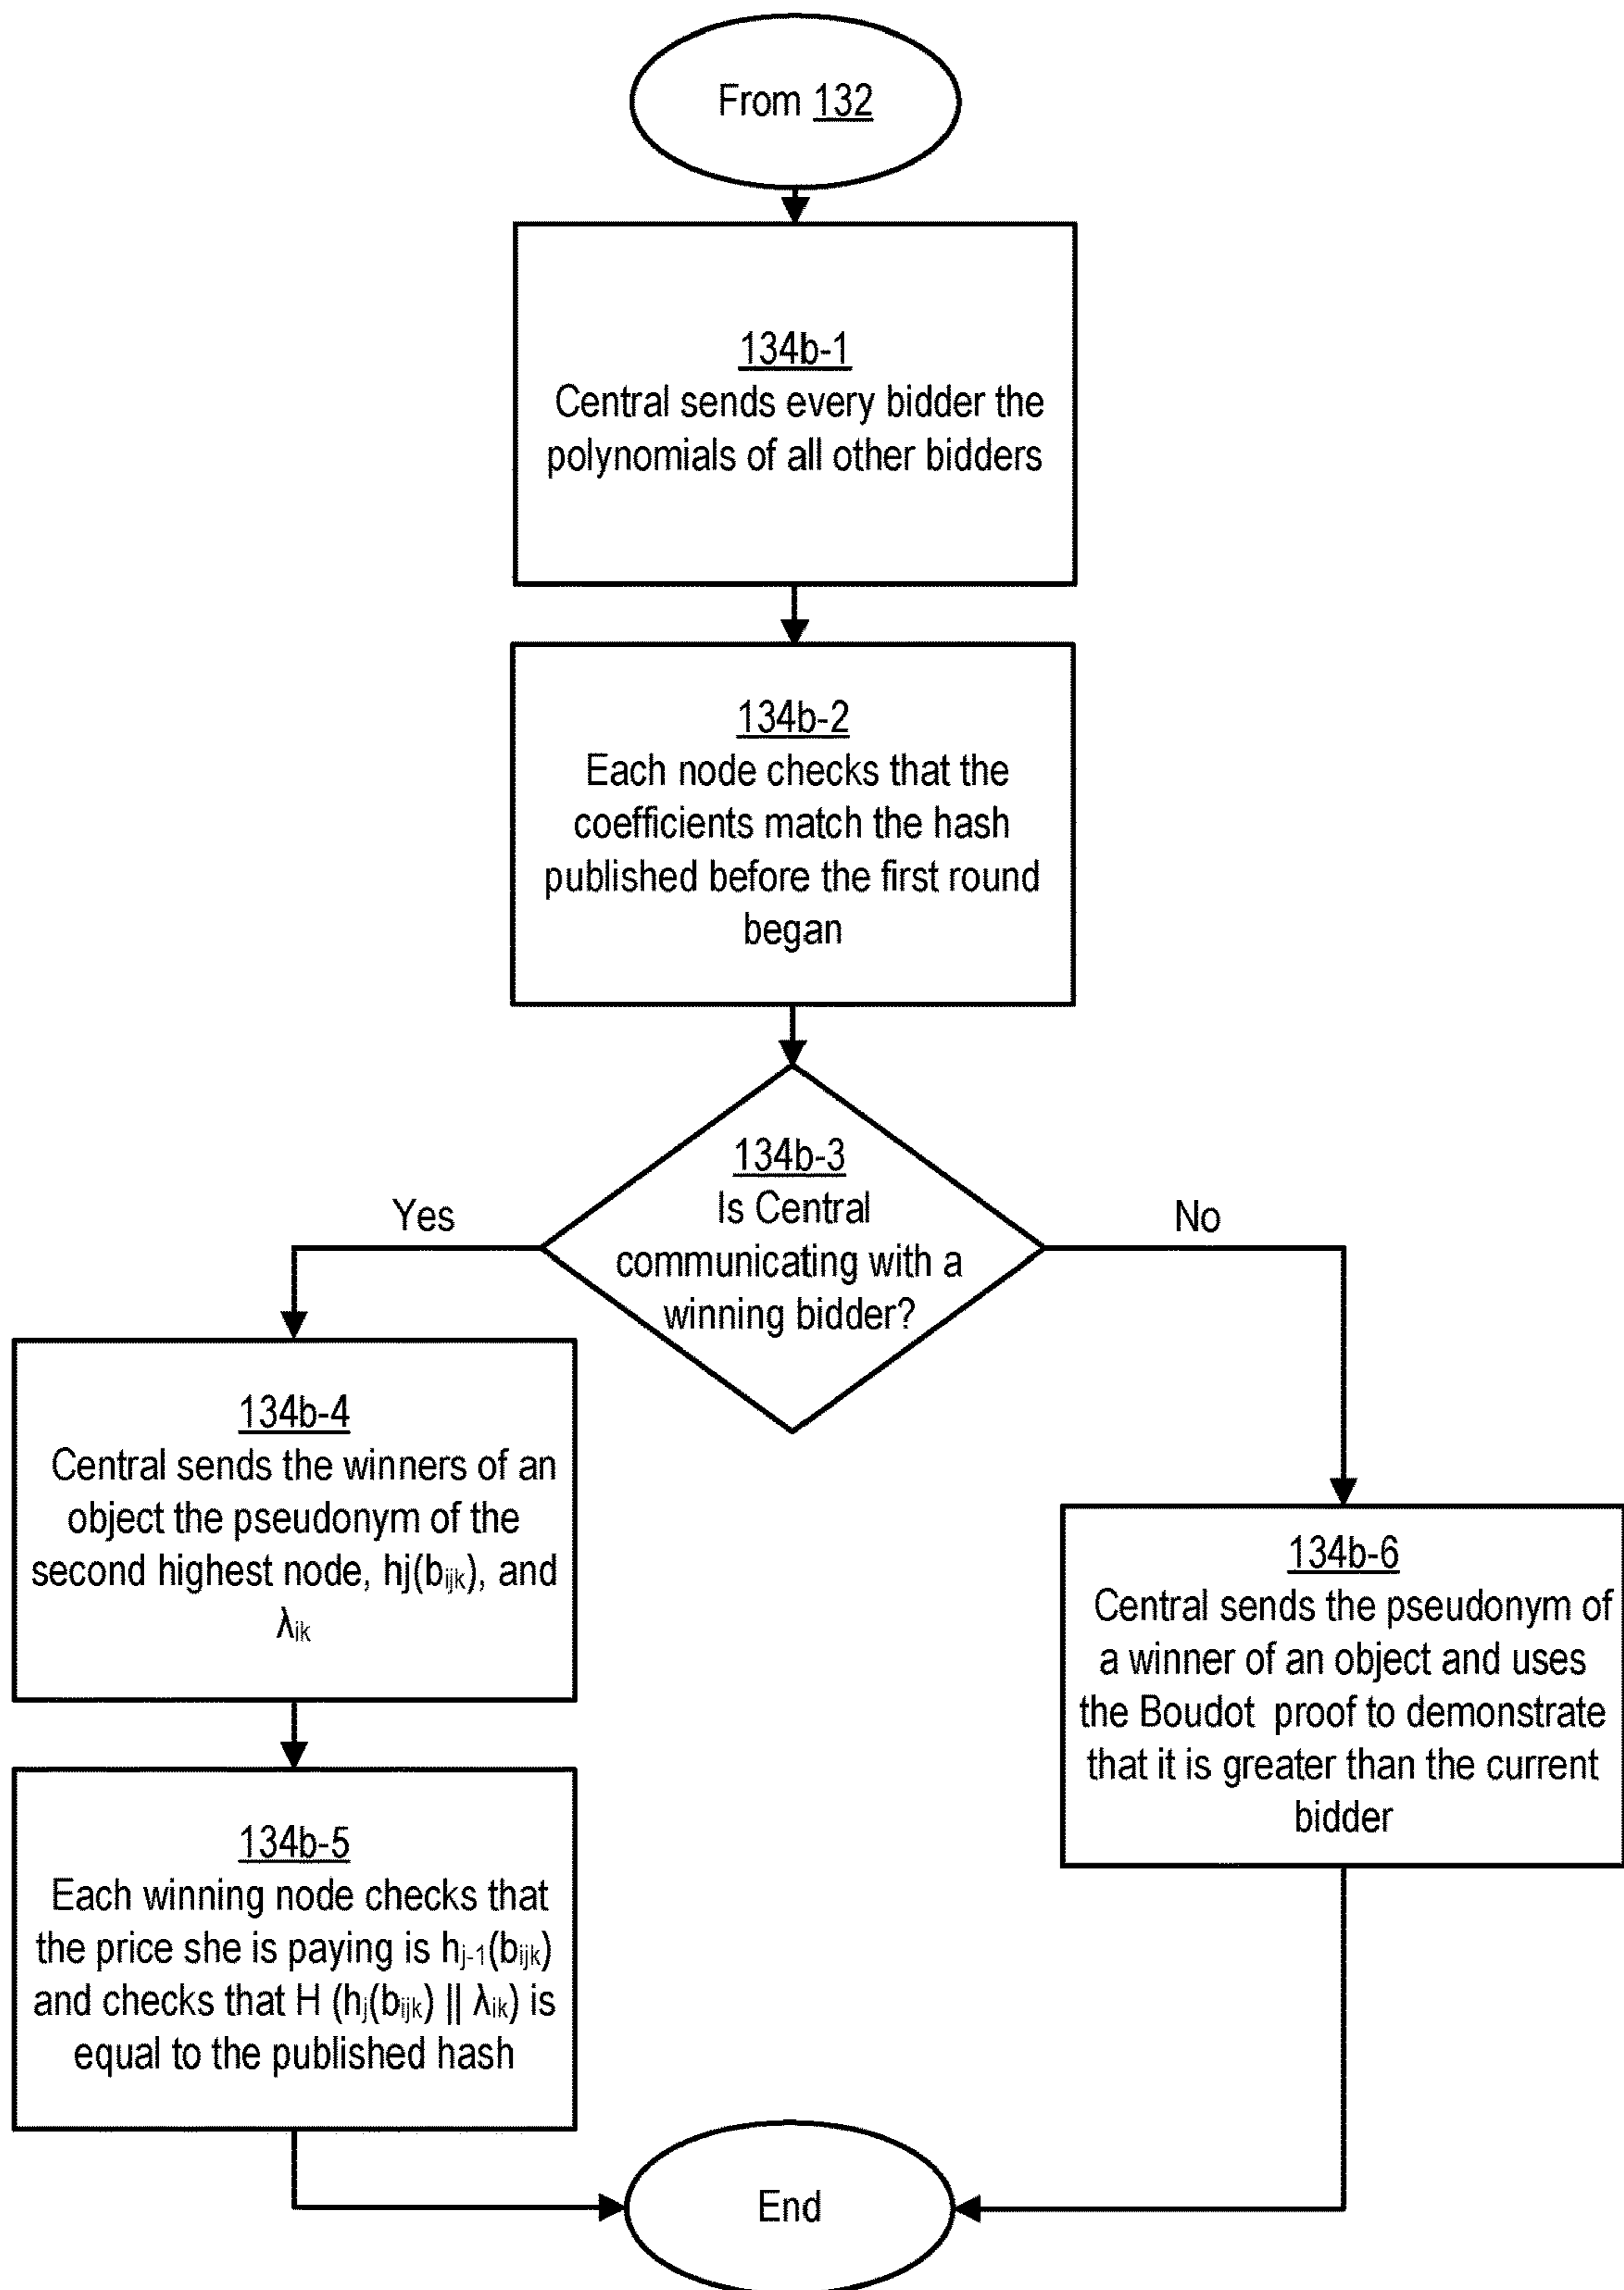 From 132
134b-1
Central sends every bidder the
polynomials of all other bidders
134b-2
Each node checks that the
coefficients match the hash
published before the first round
began
134b-3
Is Central
communicating with a
winning bidder?
Yes
No
134b-4
Central sends the winners of an
object the pseudonym of the
second highest node, hj(bᵢⱼₖ), and
λᵢₖ
134b-5
Each winning node checks that
the price she is paying is hⱼ₋₁(bᵢⱼₖ)
and checks that H (hⱼ(bᵢⱼₖ) || λᵢₖ) is
equal to the published hash
134b-6
Central sends the pseudonym of
a winner of an object and uses
the Boudot proof to demonstrate
that it is greater than the current
bidder
End